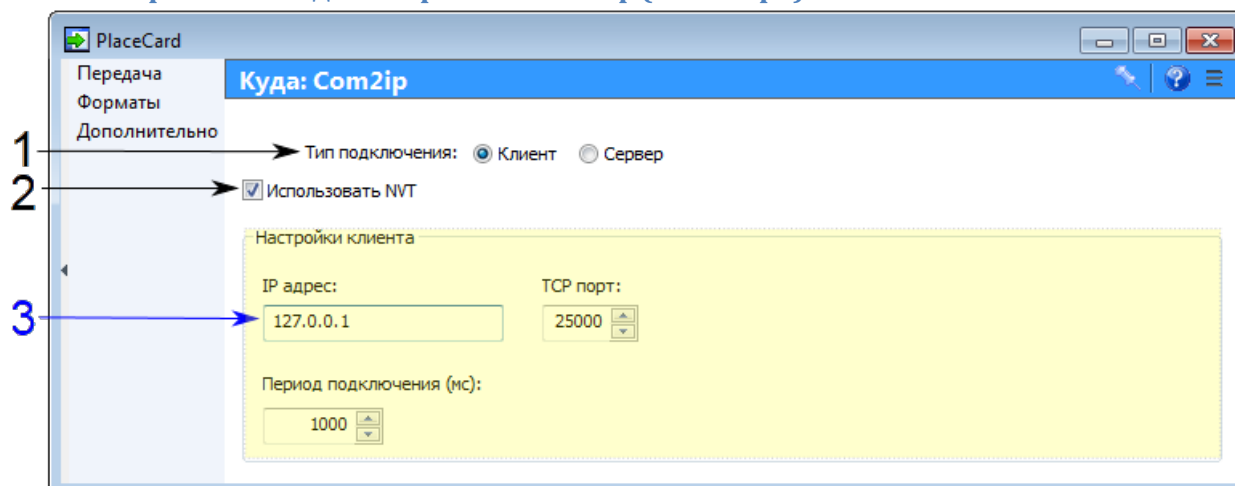 PlaceCard
Передача
Форматы
Дополнительно
Куда: Com2ip
1
Тип подключения: Клиент Сервер
2
Использовать NVT
Настройки клиента
IP адрес: TCP порт:
3
127.0.0.1 25000
Период подключения (мс):
1000